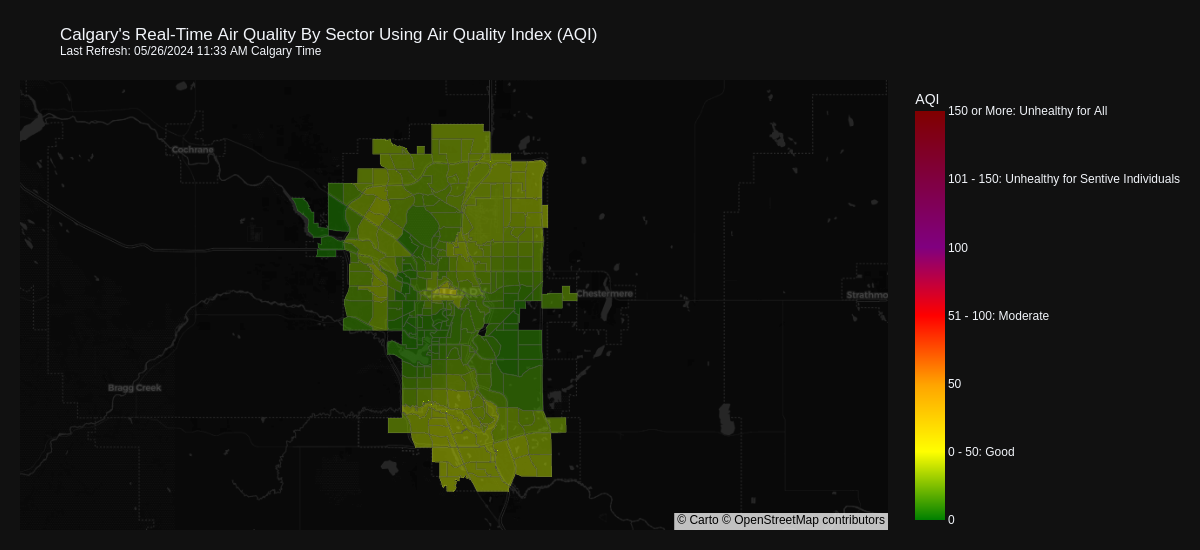 Calgary's Real-Time Air Quality By Sector Using Air Quality Index (AQI)
Last Refresh: 05/26/2024 11:33 AM Calgary Time
AQI
150 or More: Unhealthy for All
Cochrane
101 - 150: Unhealthy for Sentive Individuals
100
CALGARY
Chestermere
Strathmo
51 - 100: Moderate
50
Bragg Creek
0 - 50: Good
0
© Carto © OpenStreetMap contributors